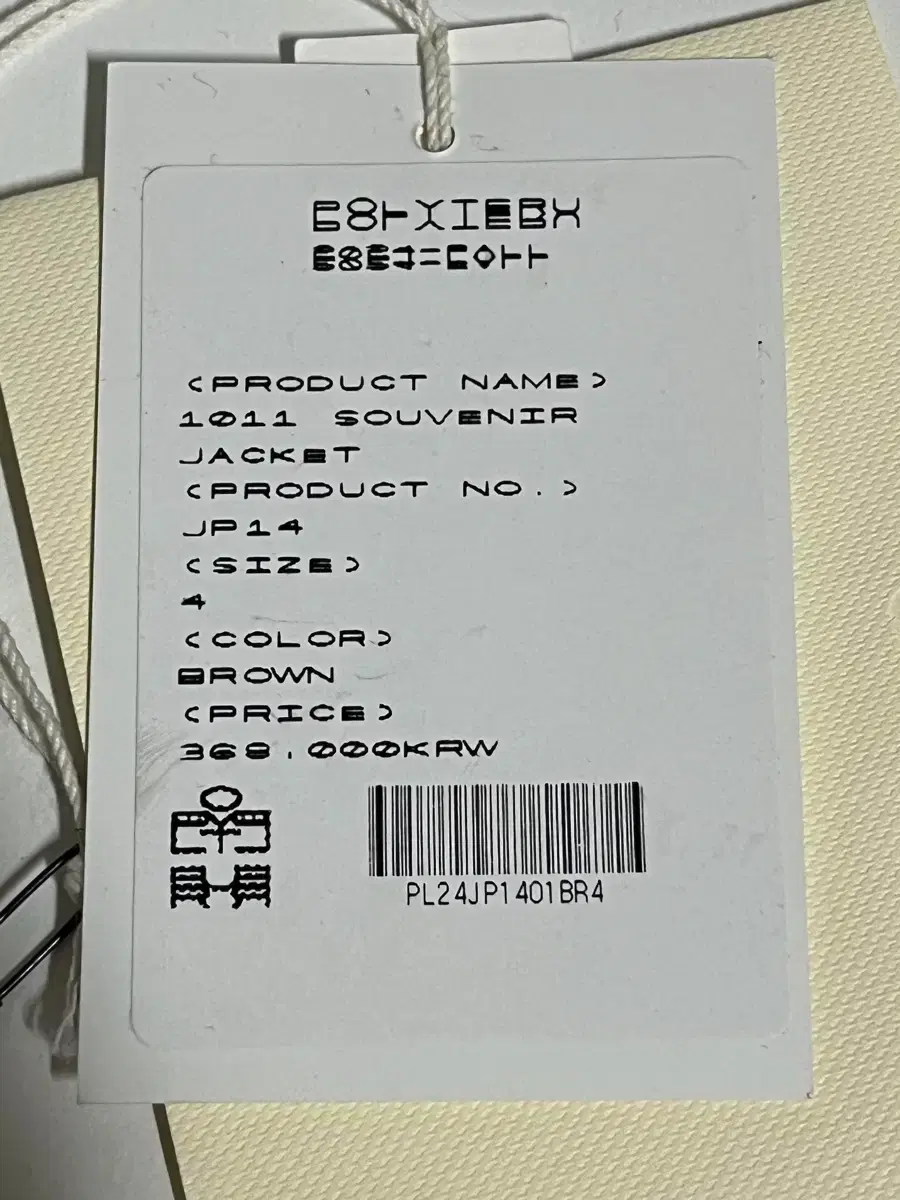 <PRODUCT NAME>
1011 SOUVENIR
JACKET
<PRODUCT NO.>
JP14
<SIZE>
4
<COLOR>
BROWN
<PRICE>
368,000KRW
PL24JP1401BR4